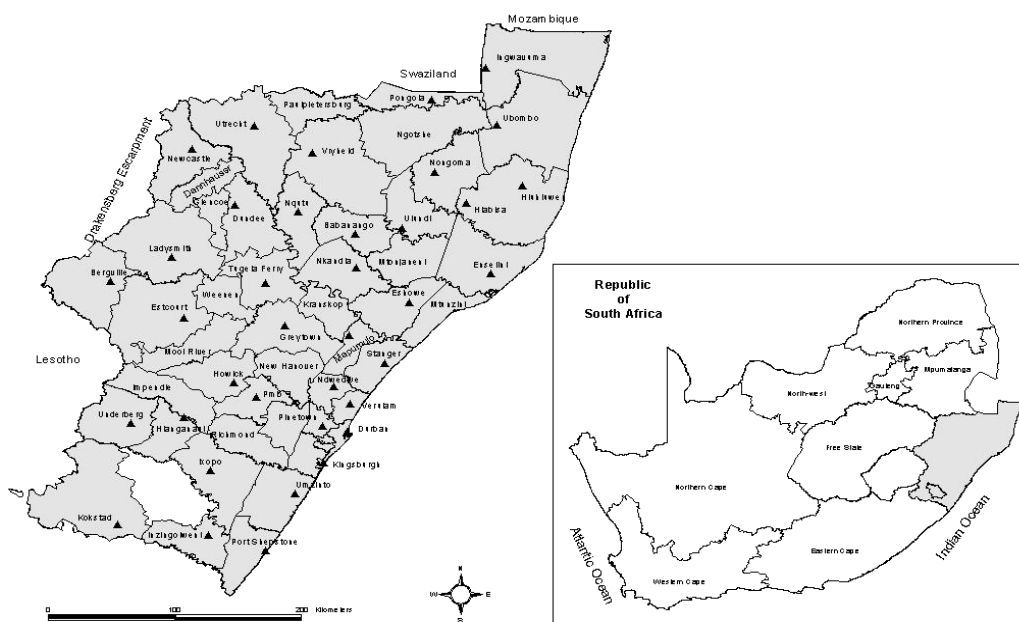 Mozambique
Ingwavuma
Swaziland
Pongola
Paulpietersburg
Utrecht
Ngotshe
Ubombo
Drakensberg Escarpment
Newcastle
Vryheid
Nongoma
Dannhauser
Hluhluwe
Glencoe
Nqutu
Hlabisa
Dundee
Babanango
Ulundi
Ladysmith
Nkandla
Mtonjaneni
Enseleni
Bergville
Tugela Ferry
Weenen
Kranskop
Eshowe
Mtunzini
Estcourt
Greytown
Mapumulo
Mooi River
Stanger
Lesotho
New Hanover
Howick
Ndwedwe
Impendle
Pmb
Verulam
Underberg
Pinetown
Hlanganani
Richmond
Durban
Ixopo
Kingsburgh
Umzinto
Kokstad
Inzingolweni
Port Shepstone
0 100 200 Kilometers
N
W E
S
Republic
of
South Africa
Northern Province
Mpumalanga
Gauteng
North-west
Free State
Northern Cape
Eastern Cape
Western Cape
Atlantic Ocean
Indian Ocean